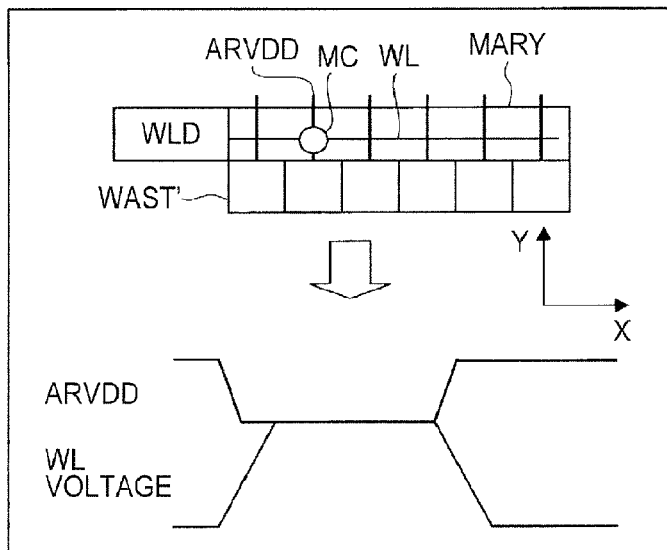 ARVDD MC WL MARY
WLD
WAST'
Y
X
ARVDD
WL
VOLTAGE